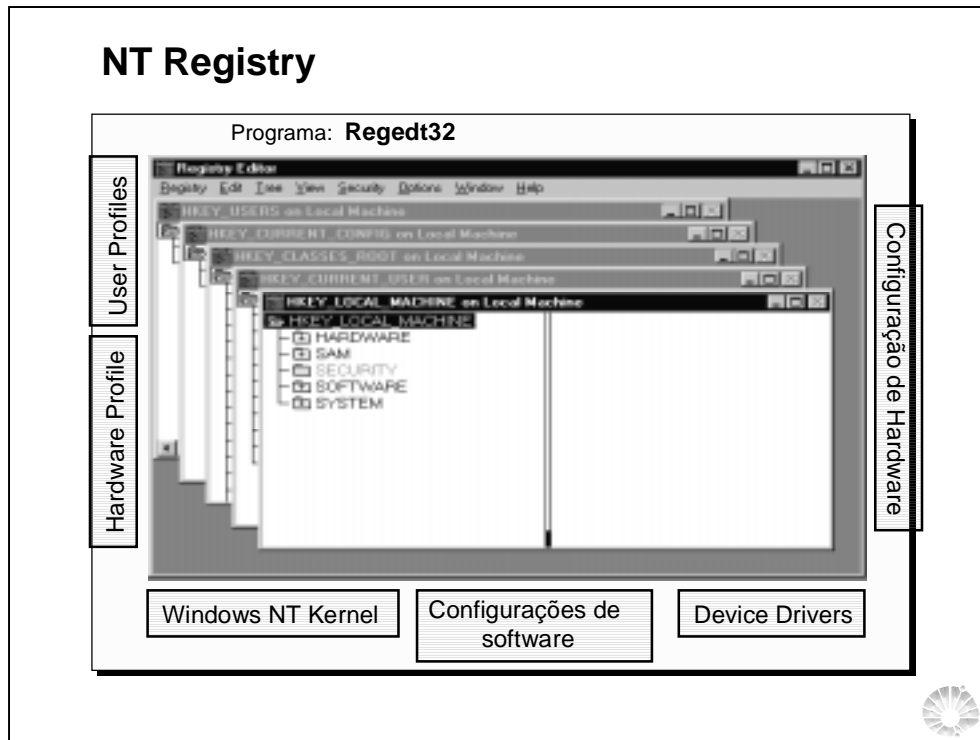 NT Registry
Programa: Regedt32
User Profiles
Hardware Profile
Registry Editor
Registry Edit Tree View Security Options Window Help
HKEY_USERS on Local Machine
HKEY_CURRENT_CONFIG on Local Machine
HKEY_CLASSES_ROOT on Local Machine
HKEY_CURRENT_USER on Local Machine
HKEY_LOCAL_MACHINE on Local Machine
HKEY_LOCAL_MACHINE
HARDWARE
SAM
SECURITY
SOFTWARE
SYSTEM
Configuração de Hardware
Windows NT Kernel
Configurações de
software
Device Drivers